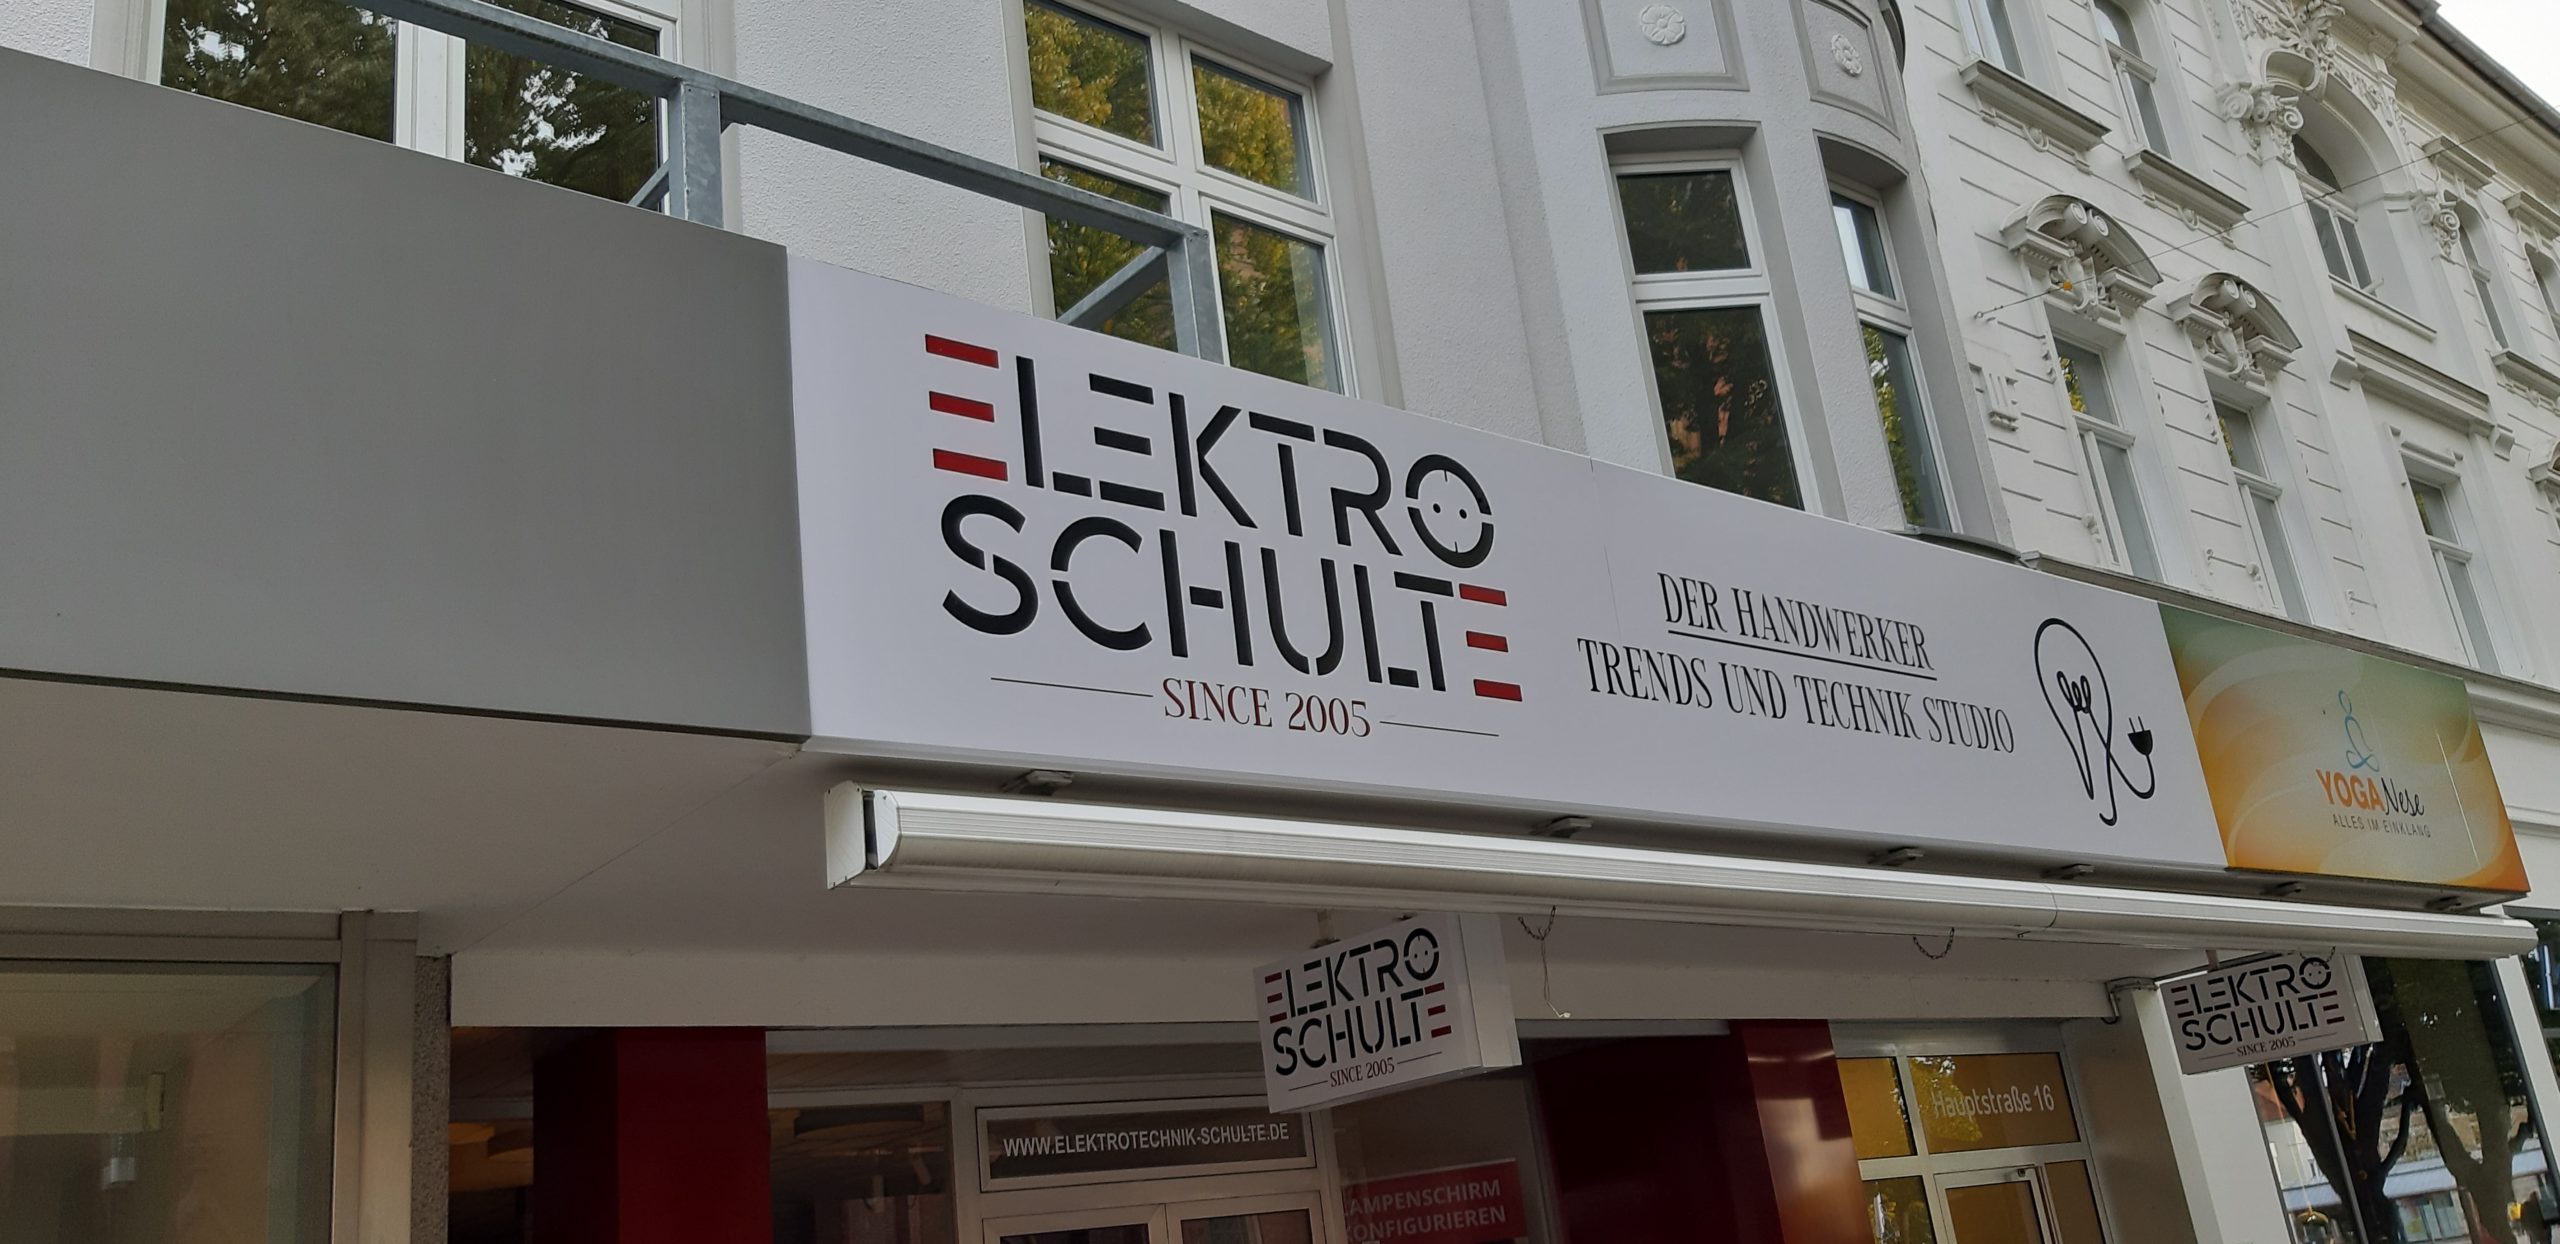 ELEKTRO
SCHULTE
SINCE 2005
DER HANDWERKER
TRENDS UND TECHNIK STUDIO
YOGANese
ALLES IM EINKLANG
ELEKTRO
SCHULTE
SINCE 2005
ELEKTRO
SCHULTE
SINCE 2005
WWW.ELEKTROTECHNIK-SCHULTE.DE
Hauptstraße 16
LAMPENSCHIRM
KONFIGURIEREN